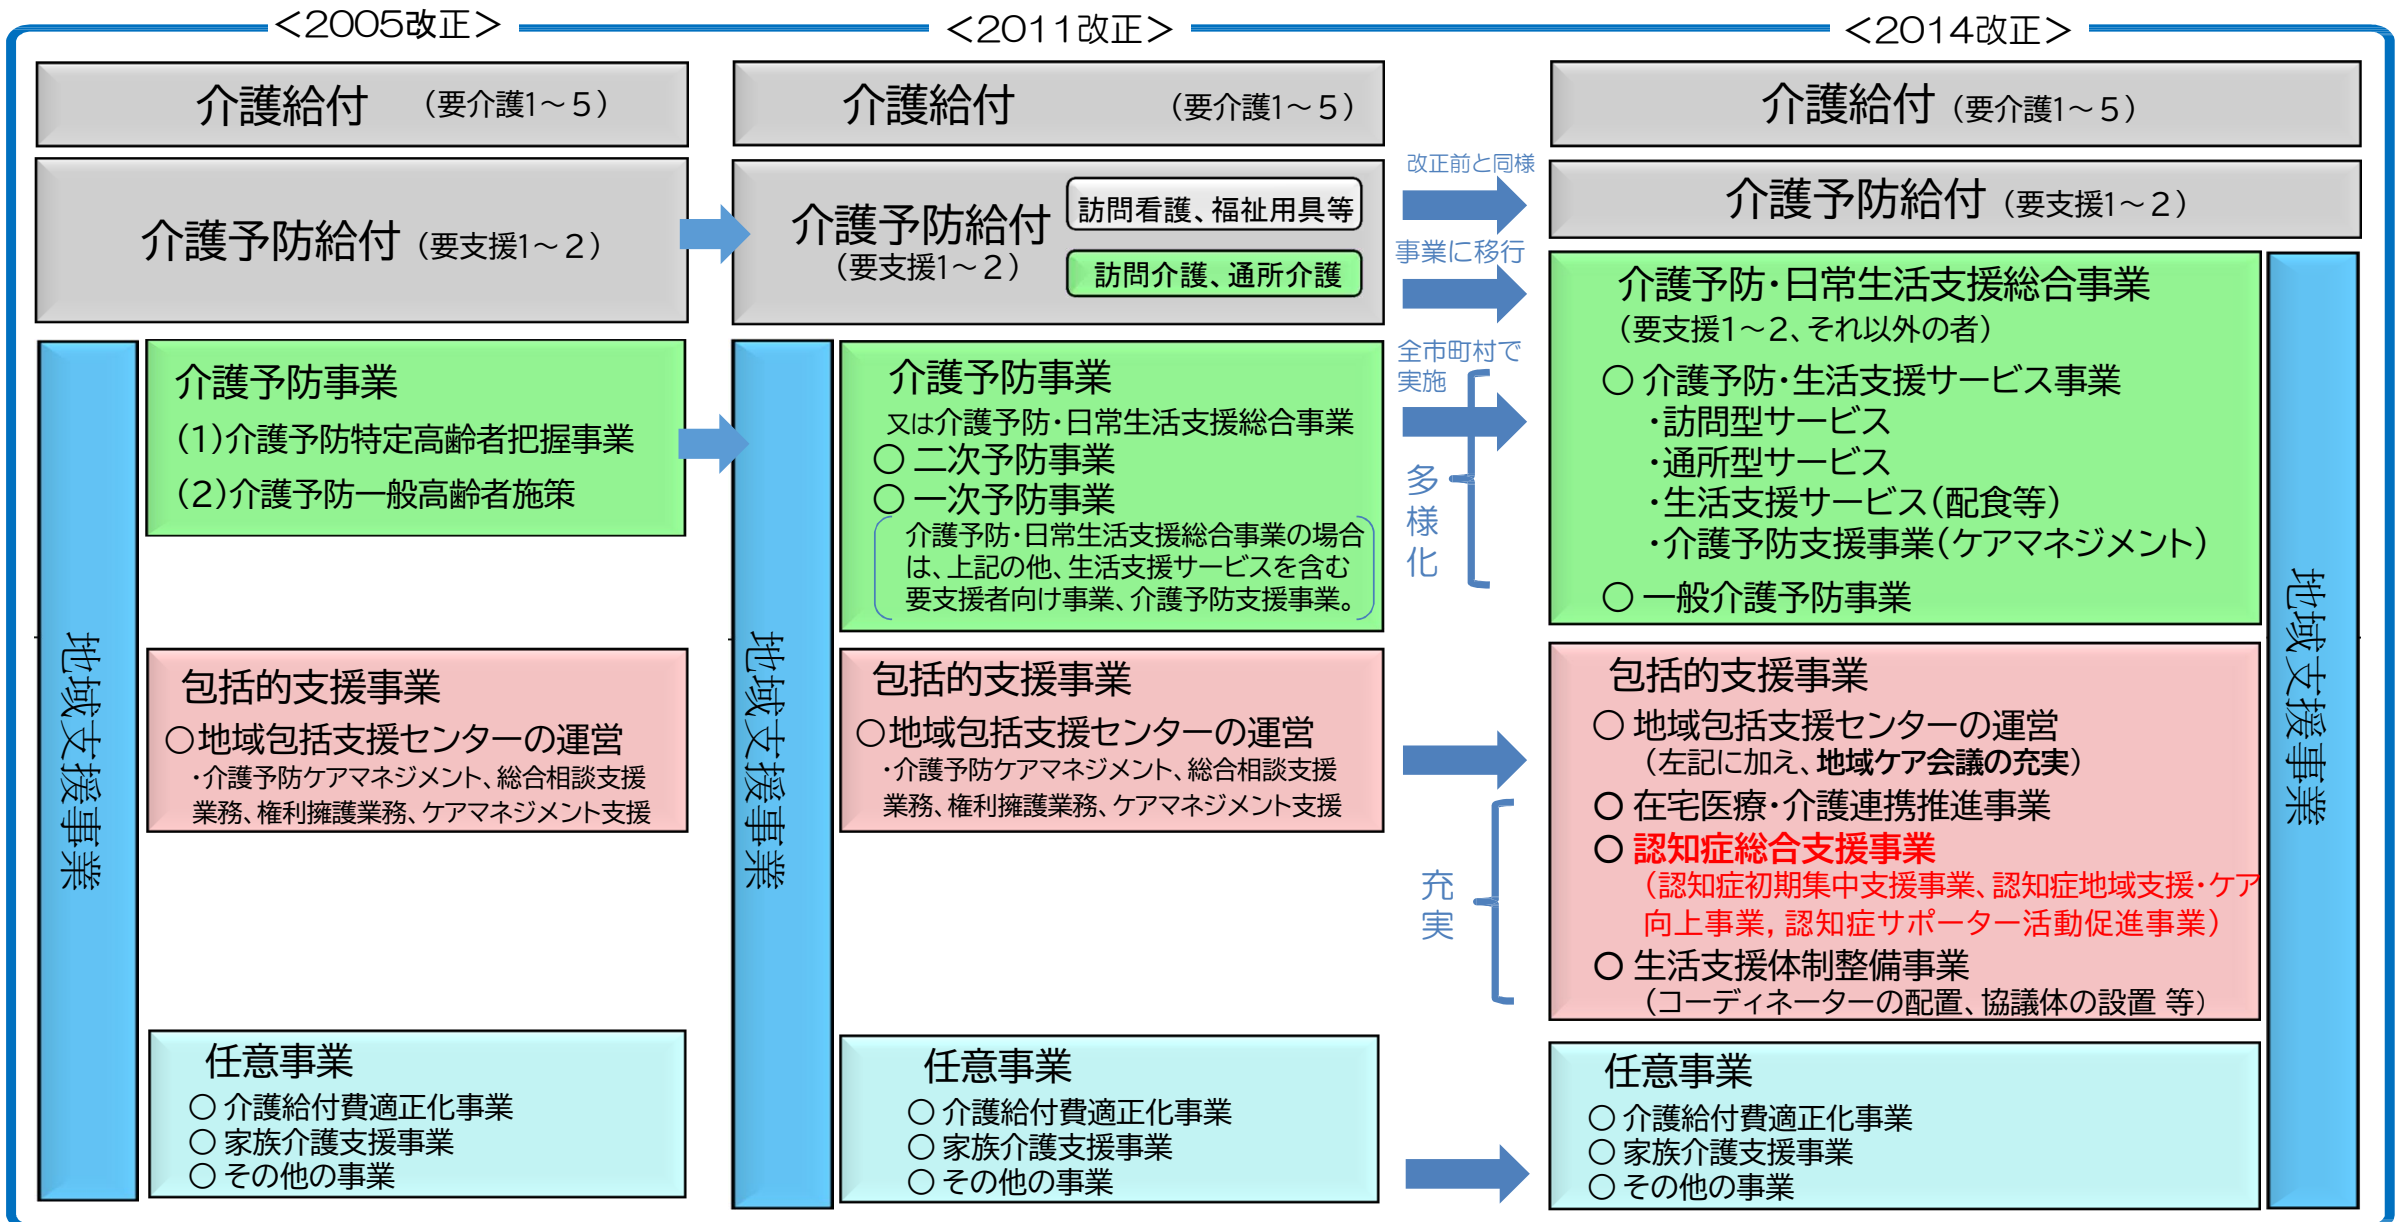 ＜2005改正＞
介護給付 （要介護1～5）
介護予防給付（要支援1～2）
地域支援事業
介護予防事業
（1）介護予防特定高齢者把握事業
（2）介護予防一般高齢者施策
包括的支援事業
○地域包括支援センターの運営
・介護予防ケアマネジメント、総合相談支援
業務、権利擁護業務、ケアマネジメント支援
任意事業
○ 介護給付費適正化事業
○ 家族介護支援事業
○ その他の事業
＜2011改正＞
介護給付 （要介護1～5）
介護予防給付
（要支援1～2）
訪問看護、福祉用具等
訪問介護、通所介護
地域支援事業
介護予防事業
又は介護予防・日常生活支援総合事業
○ 二次予防事業
○ 一次予防事業
介護予防・日常生活支援総合事業の場合
は、上記の他、生活支援サービスを含む
要支援者向け事業、介護予防支援事業。
包括的支援事業
○地域包括支援センターの運営
・介護予防ケアマネジメント、総合相談支援
業務、権利擁護業務、ケアマネジメント支援
任意事業
○ 介護給付費適正化事業
○ 家族介護支援事業
○ その他の事業
改正前と同様
事業に移行
全市町村で
実施
多様化
充実
＜2014改正＞
介護給付（要介護1～5）
介護予防給付（要支援1～2）
介護予防・日常生活支援総合事業
（要支援1～2、それ以外の者）
○ 介護予防・生活支援サービス事業
・訪問型サービス
・通所型サービス
・生活支援サービス（配食等）
・介護予防支援事業（ケアマネジメント）
○ 一般介護予防事業
包括的支援事業
○ 地域包括支援センターの運営
（左記に加え、地域ケア会議の充実）
○ 在宅医療・介護連携推進事業
○ 認知症総合支援事業
（認知症初期集中支援事業、認知症地域支援・ケア
向上事業，認知症サポーター活動促進事業）
○ 生活支援体制整備事業
（コーディネーターの配置、協議体の設置 等）
任意事業
○ 介護給付費適正化事業
○ 家族介護支援事業
○ その他の事業
地域支援事業